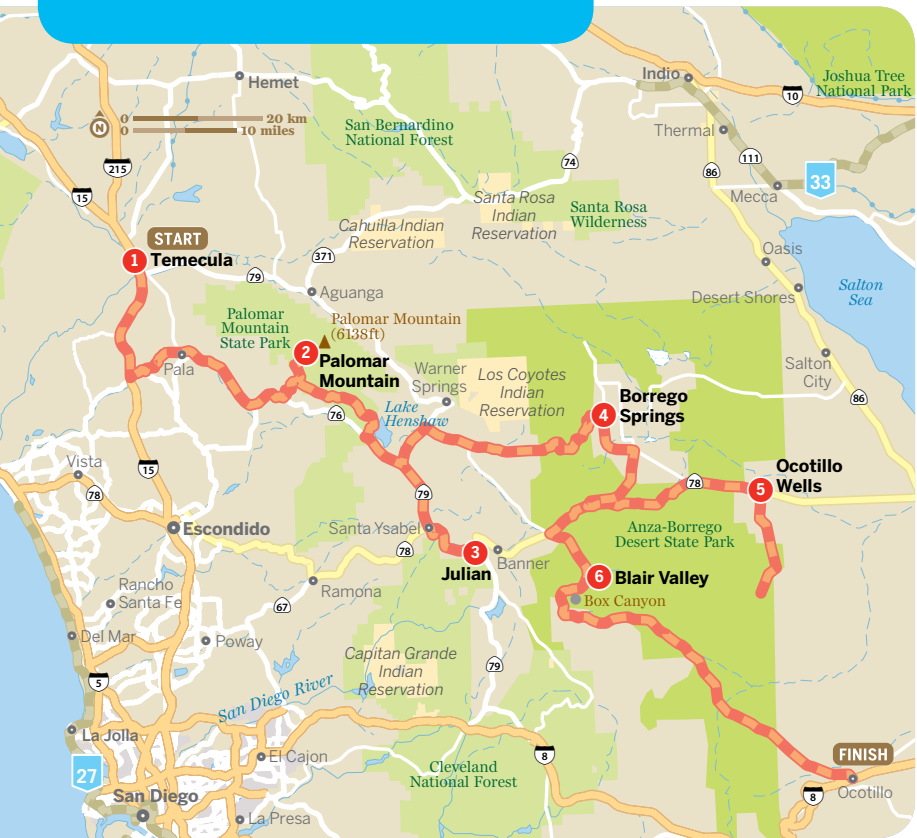 Hemet
Indio
10
Joshua Tree
National Park
0
20 km
N
0
10 miles
San Bernardino
National Forest
Thermal
111
215
74
86
33
15
Mecca
Santa Rosa
Indian
Reservation
Santa Rosa
Wilderness
Cahuilla Indian
Reservation
START
1
Temecula
371
79
Oasis
Aguanga
Desert Shores
Salton
Sea
Palomar
Mountain
State Park
Palomar Mountain
(6138ft)
2
Palomar
Mountain
Pala
Warner
Springs
Los Coyotes
Indian
Reservation
Salton
City
86
76
Lake
Henshaw
4
Borrego
Springs
Vista
78
15
79
78
5
Ocotillo
Wells
Escondido
Santa Ysabel
78
3
Julian
Banner
Anza-Borrego
Desert State Park
6
Blair Valley
Box Canyon
Rancho
Santa Fe
Ramona
67
Del Mar
Poway
5
Capitan Grande
Indian
Reservation
79
San Diego River
La Jolla
27
El Cajon
8
FINISH
Ocotillo
8
Cleveland
National Forest
San Diego
La Presa